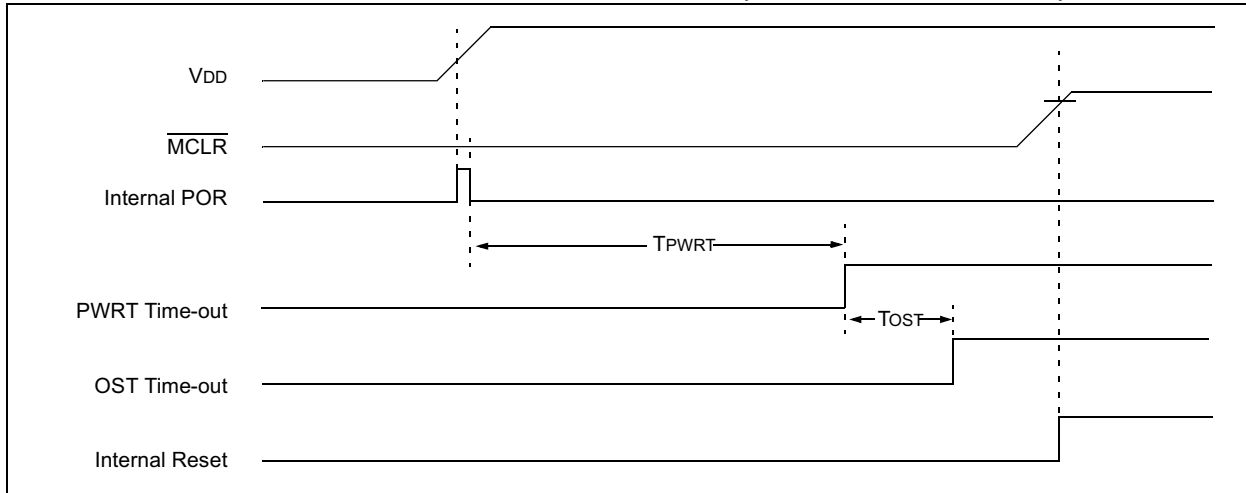 VDD
MCLR
Internal POR
TPWRT
PWRT Time-out
TOST
OST Time-out
Internal Reset